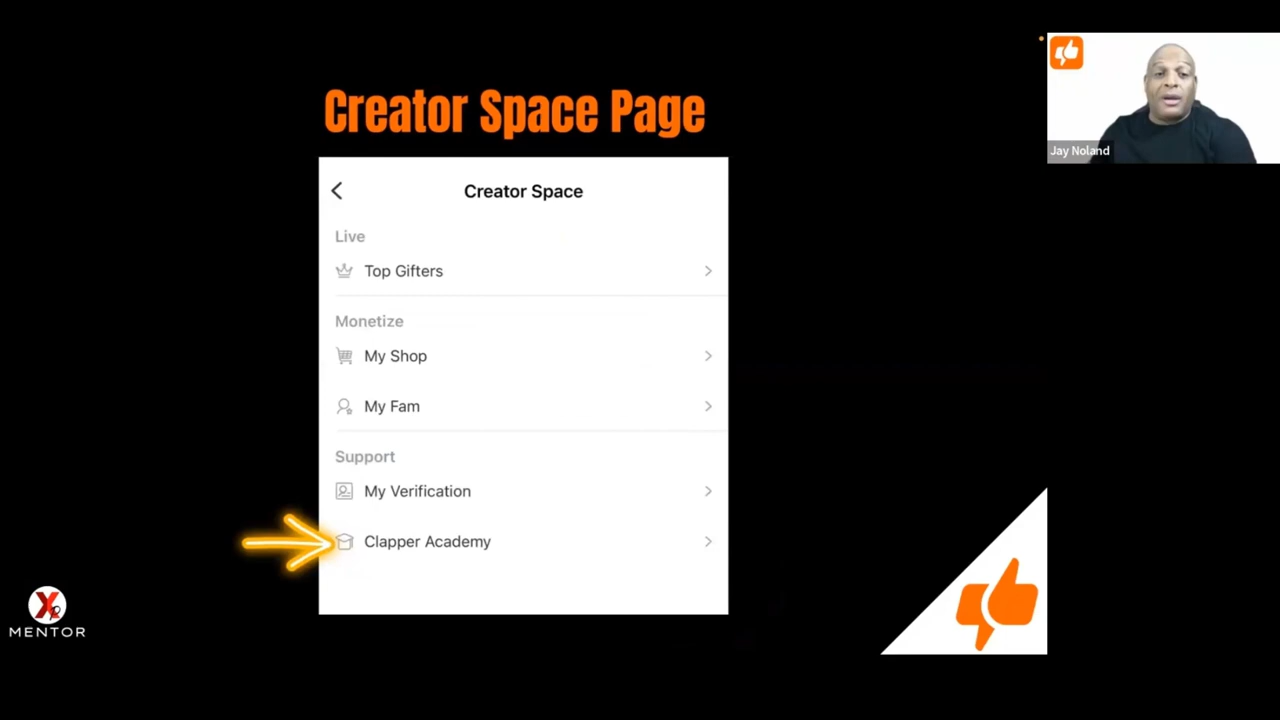 Creator Space Page
Jay Noland
Creator Space
Live
Top Gifters
Monetize
My Shop
My Fam
Support
My Verification
Clapper Academy
MENTOR